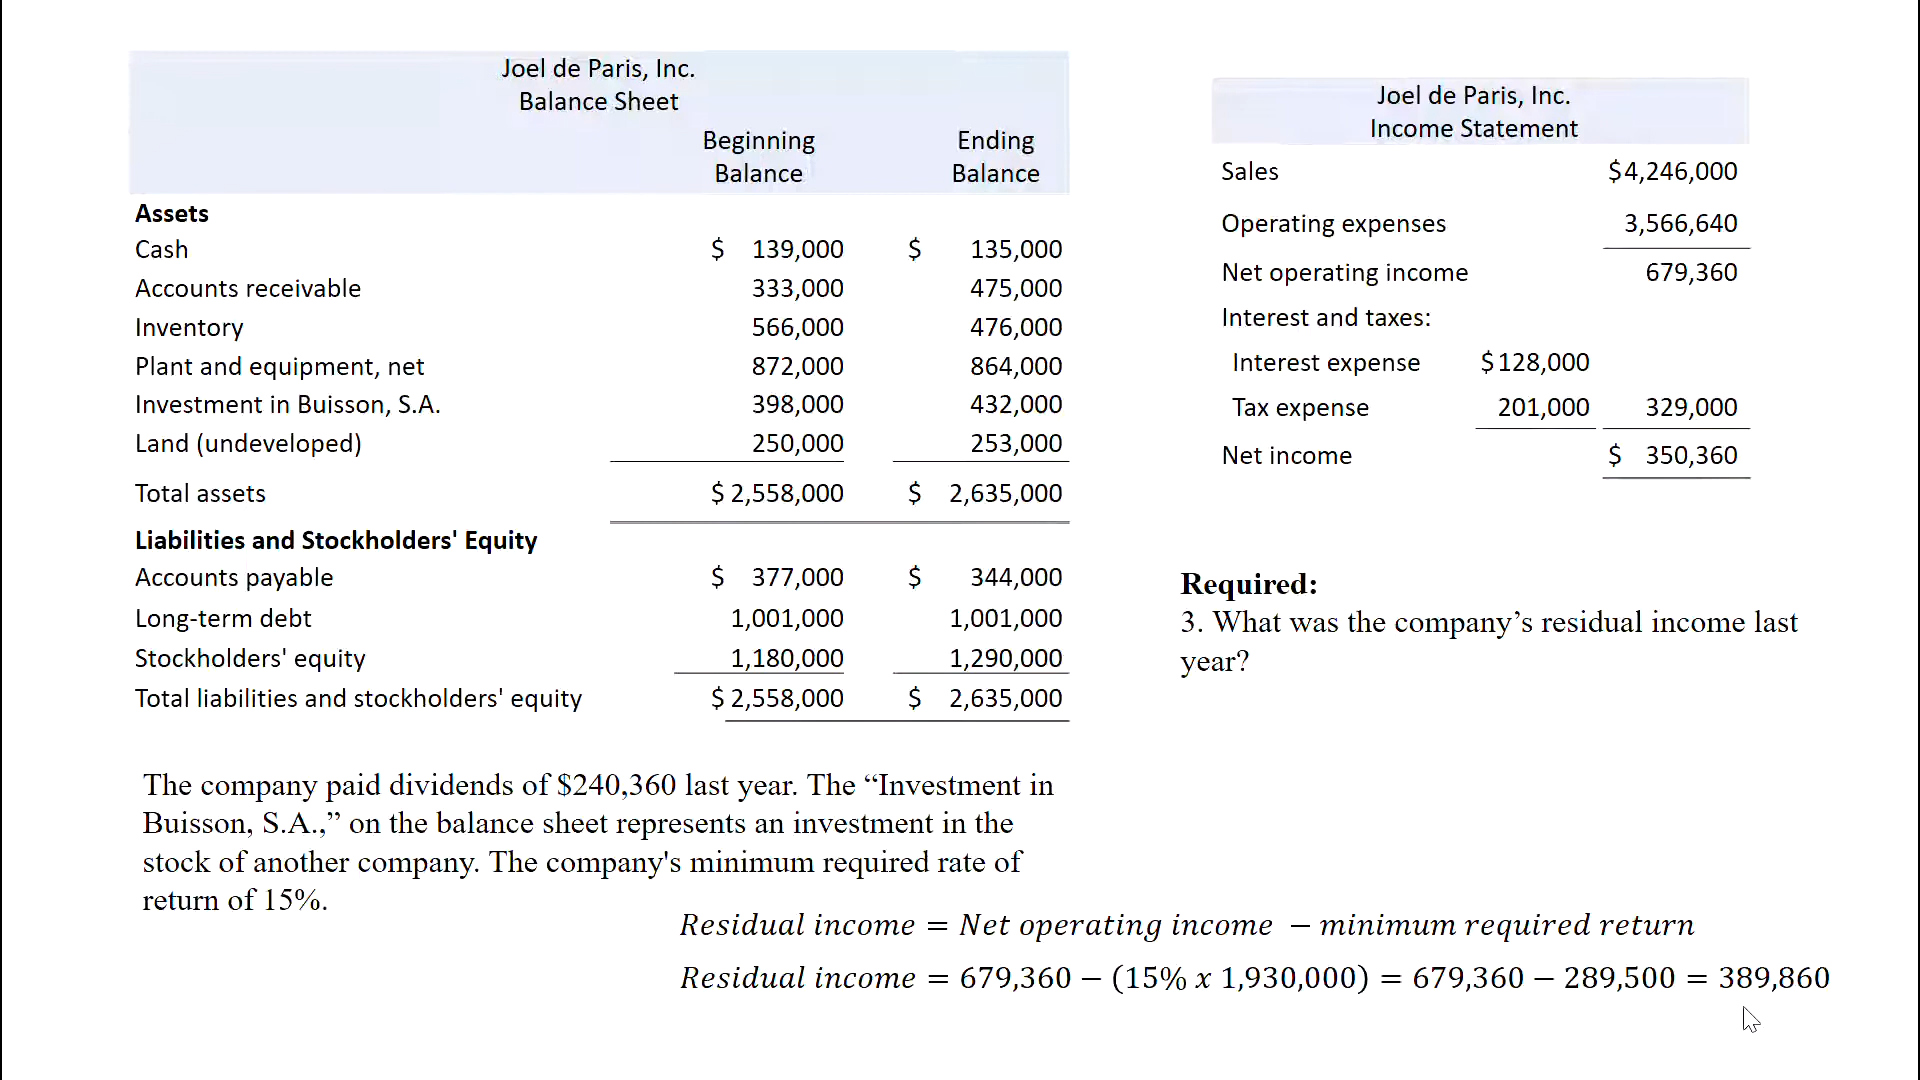 Joel de Paris, Inc.
Balance Sheet
Beginning Balance Ending Balance
Assets
Cash $ 139,000 $ 135,000
Accounts receivable 333,000 475,000
Inventory 566,000 476,000
Plant and equipment, net 872,000 864,000
Investment in Buisson, S.A. 398,000 432,000
Land (undeveloped) 250,000 253,000
Total assets $ 2,558,000 $ 2,635,000
Liabilities and Stockholders' Equity
Accounts payable $ 377,000 $ 344,000
Long-term debt 1,001,000 1,001,000
Stockholders' equity 1,180,000 1,290,000
Total liabilities and stockholders' equity $ 2,558,000 $ 2,635,000
Joel de Paris, Inc.
Income Statement
Sales $4,246,000
Operating expenses 3,566,640
Net operating income 679,360
Interest and taxes:
Interest expense $128,000
Tax expense 201,000 329,000
Net income $ 350,360
Required:
3. What was the company’s residual income last
year?
The company paid dividends of $240,360 last year. The “Investment in
Buisson, S.A.,” on the balance sheet represents an investment in the
stock of another company. The company's minimum required rate of
return of 15%.
Residual income = Net operating income − minimum required return
Residual income = 679,360 − (15% x 1,930,000) = 679,360 − 289,500 = 389,860